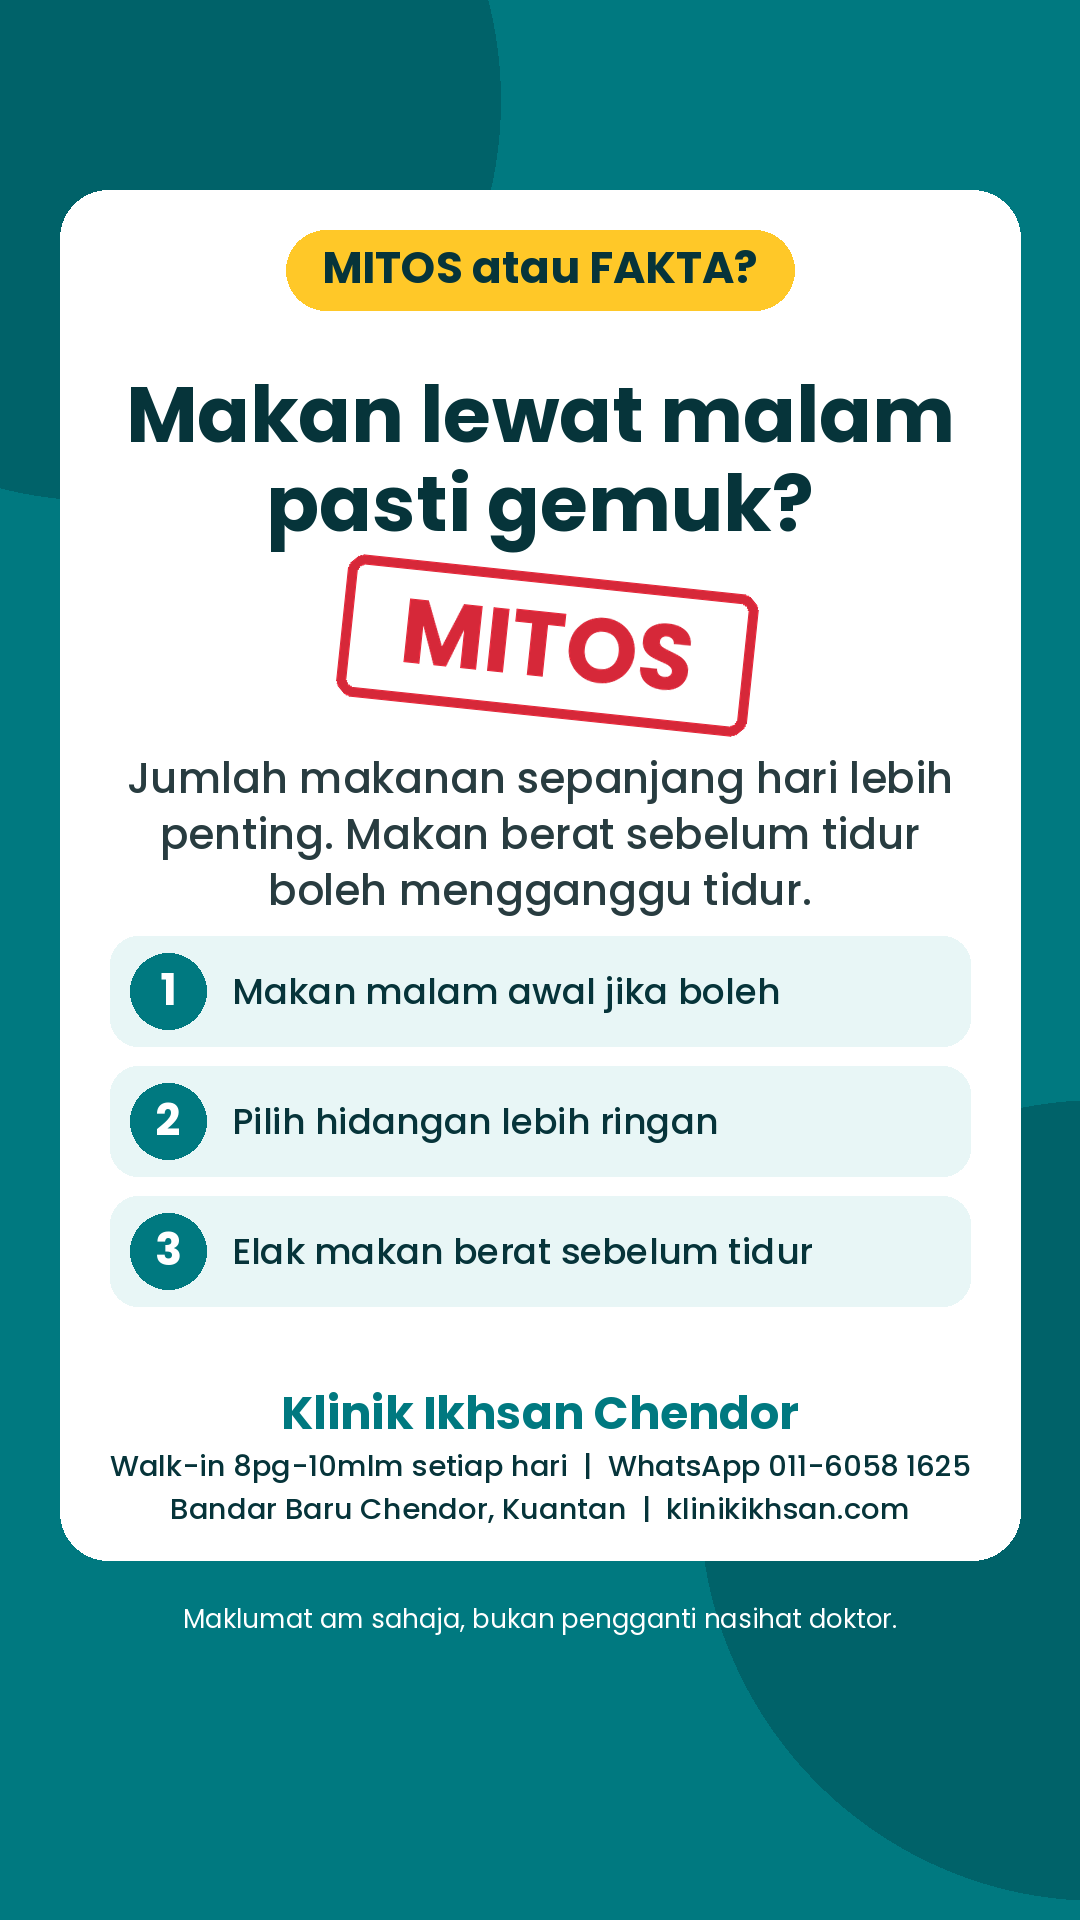 MITOS atau FAKTA?
Makan lewat malam
pasti gemuk?
MITOS
Jumlah makanan sepanjang hari lebih
penting. Makan berat sebelum tidur
boleh mengganggu tidur.
1 Makan malam awal jika boleh
2 Pilih hidangan lebih ringan
3 Elak makan berat sebelum tidur
Klinik Ikhsan Chendor
Walk-in 8pg-10mlm setiap hari | WhatsApp 011-6058 1625
Bandar Baru Chendor, Kuantan | klinikikhsan.com
Maklumat am sahaja, bukan pengganti nasihat doktor.